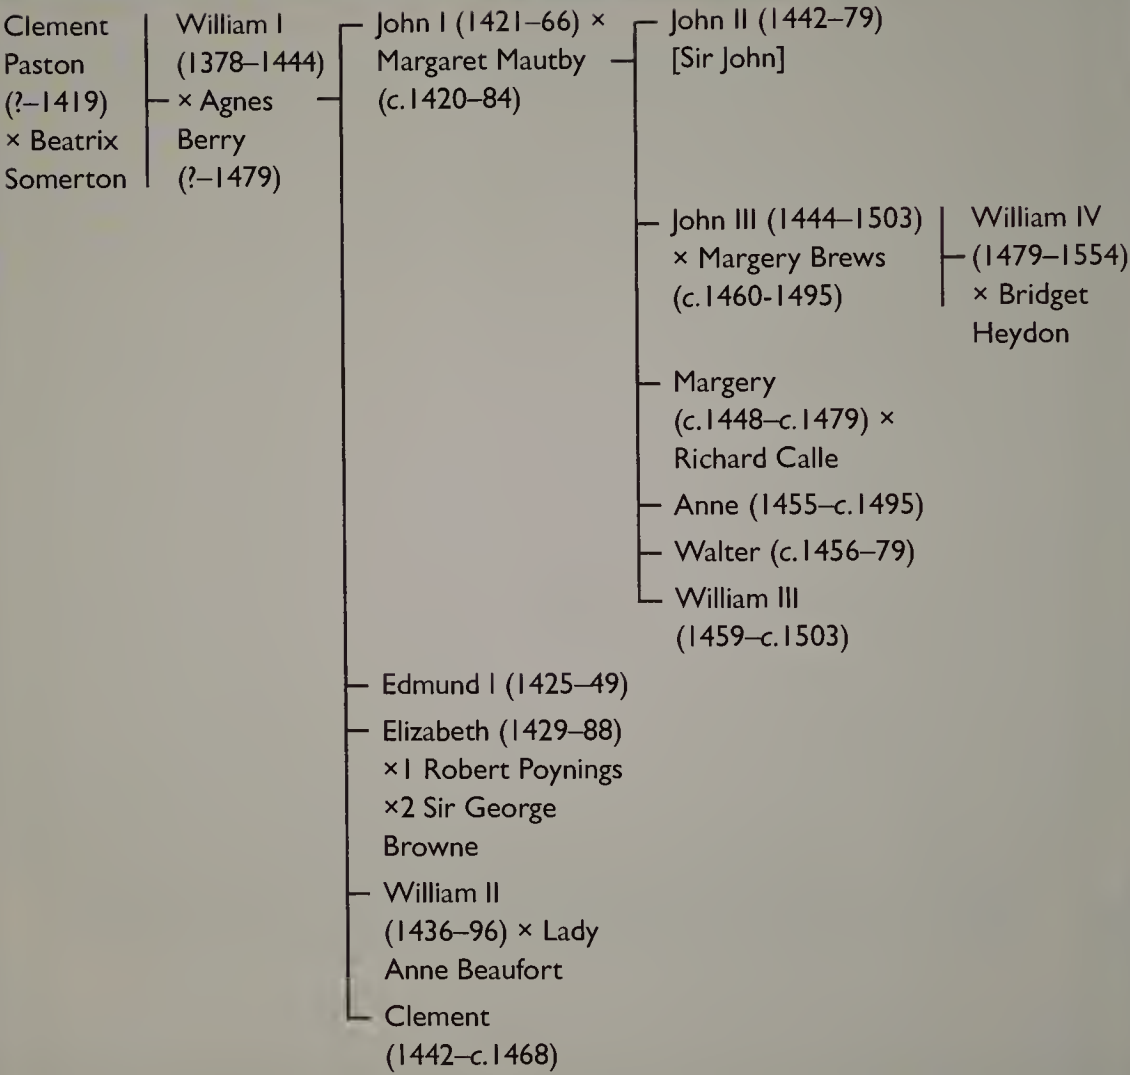 Clement
Paston
(?–1419)
× Beatrix
Somerton
William I
(1378–1444)
× Agnes
Berry
(?–1479)
John I (1421–66) ×
Margaret Mautby
(c.1420–84)
John II (1442–79)
[Sir John]
John III (1444–1503)
× Margery Brews
(c.1460-1495)
William IV
(1479–1554)
× Bridget
Heydon
Margery
(c.1448–c.1479) ×
Richard Calle
Anne (1455–c.1495)
Walter (c.1456–79)
William III
(1459–c.1503)
Edmund I (1425–49)
Elizabeth (1429–88)
×1 Robert Poynings
×2 Sir George
Browne
William II
(1436–96) × Lady
Anne Beaufort
Clement
(1442–c.1468)